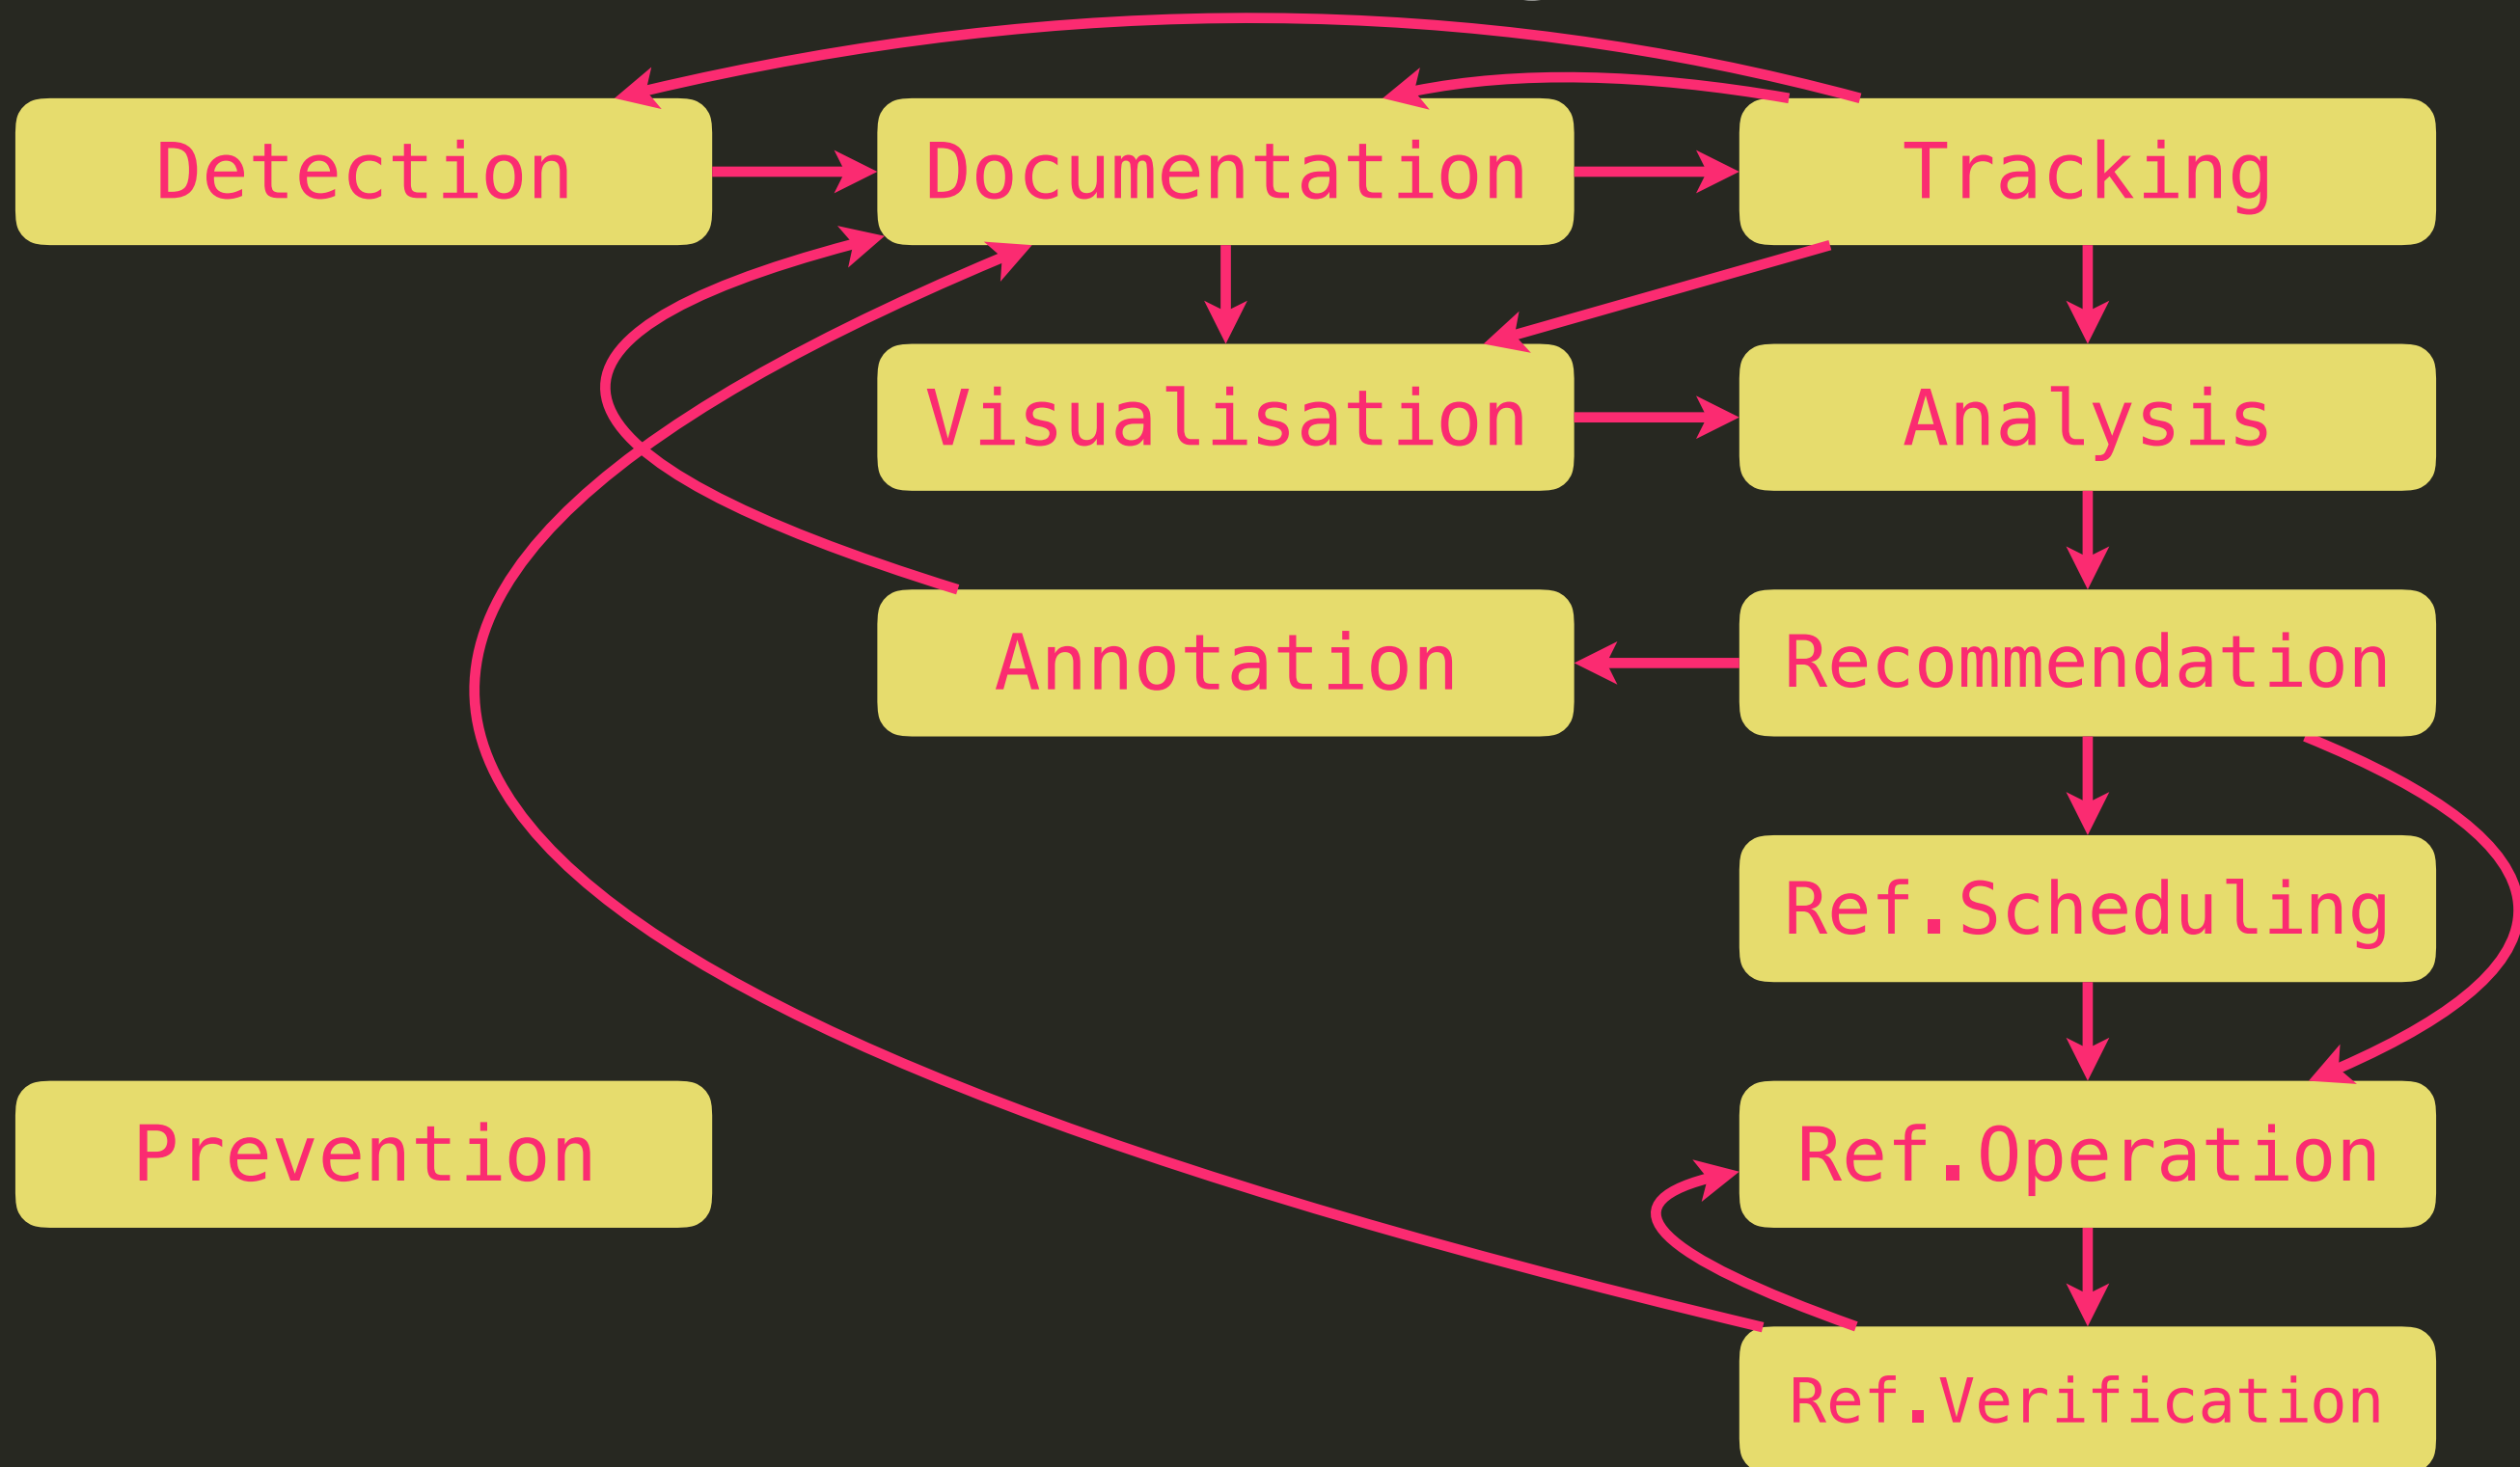 Detection
Documentation
Tracking
Visualisation
Analysis
Annotation
Recommendation
Ref.Scheduling
Prevention
Ref.Operation
Ref.Verification